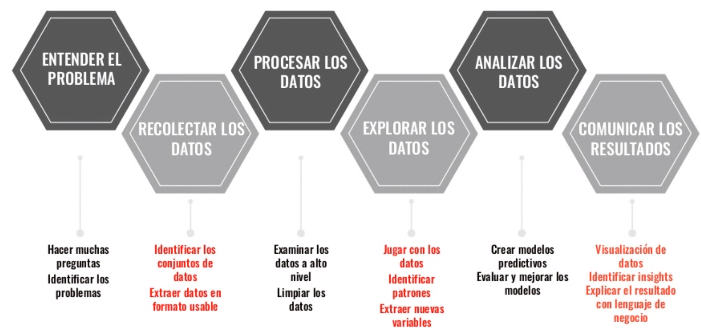 ENTENDER EL
PROBLEMA
RECOLECTAR LOS
DATOS
PROCESAR LOS
DATOS
EXPLORAR LOS
DATOS
ANALIZAR LOS
DATOS
COMUNICAR LOS
RESULTADOS
Hacer muchas
preguntas
Identificar los
problemas
Identificar los
conjuntos de
datos
Extraer datos en
formato usable
Examinar los
datos a alto
nivel
Limpiar los
datos
Jugar con los
datos
Identificar
patrones
Extraer nuevas
variables
Crear modelos
predictivos
Evaluar y mejorar los
modelos
Visualización de
datos
Identificar insights
Explicar el resultado
con lenguaje de
negocio